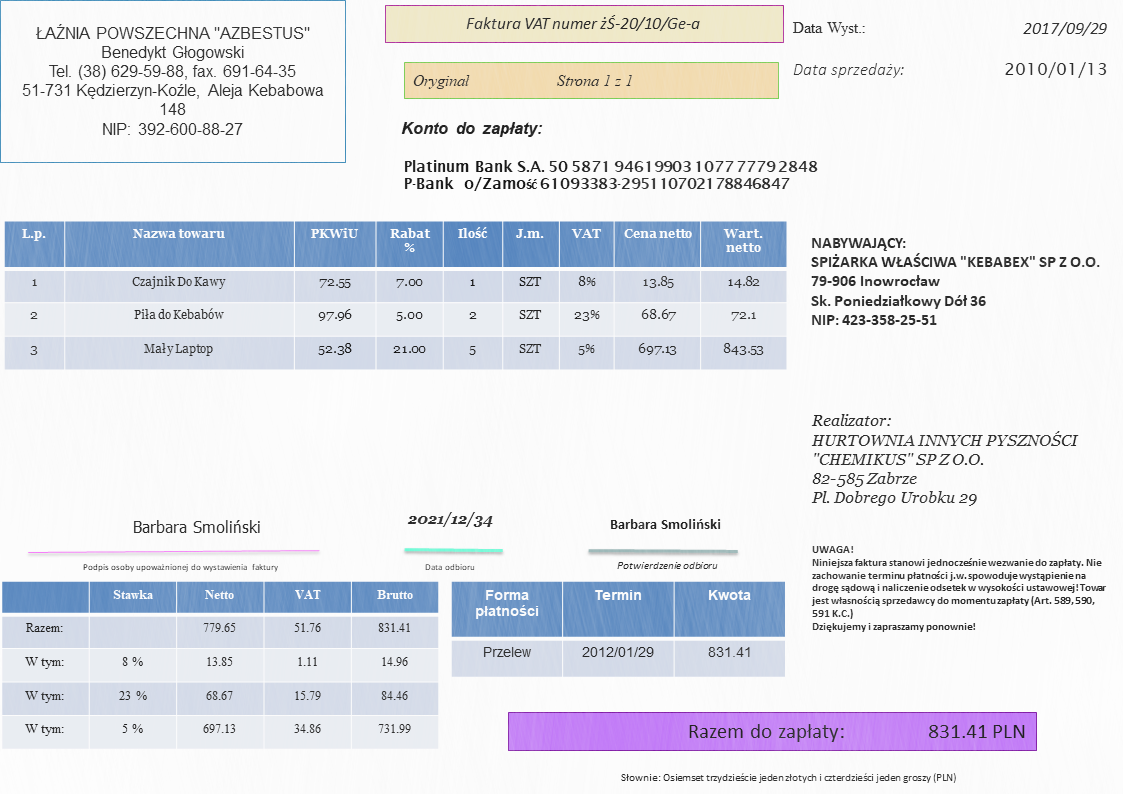 ŁAŹNIA POWSZECHNA "AZBESTUS"
Benedykt Głogowski
Tel. (38) 629-59-88, fax. 691-64-35
51-731 Kędzierzyn-Koźle, Aleja Kebabowa
148
NIP: 392-600-88-27
Faktura VAT numer żŚ-20/10/Ge-a
Oryginał Strona 1 z 1
Data Wyst.: 2017/09/29
Data sprzedaży: 2010/01/13
Konto do zapłaty:
Platinum Bank S.A. 50 5871 9461 9903 1077 7779 2848
P-Bank o/Zamość 61093383-295110702178846847
L.p. Nazwa towaru PKWiU Rabat % Ilość J.m. VAT Cena netto Wart. netto
1 Czajnik Do Kawy 72.55 7.00 1 SZT 8% 13.85 14.82
2 Piła do Kebabów 97.96 5.00 2 SZT 23% 68.67 72.1
3 Mały Laptop 52.38 21.00 5 SZT 5% 697.13 843.53
NABYWAJĄCY:
SPIŻARKA WŁAŚCIWA "KEBABEX" SP Z O.O.
79-906 Inowrocław
Sk. Poniedziałkowy Dół 36
NIP: 423-358-25-51
Realizator:
HURTOWNIA INNYCH PYSZNOŚCI
"CHEMIKUS" SP Z O.O.
82-585 Zabrze
Pl. Dobrego Urobku 29
Barbara Smoliński
Podpis osoby upoważnionej do wystawienia faktury
2021/12/34
Data odbioru
Barbara Smoliński
Potwierdzenie odbioru
UWAGA!
Niniejsza faktura stanowi jednocześnie wezwanie do zapłaty. Nie
zachowanie terminu płatności j.w. spowoduje wystąpienie na
drogę sądową i naliczenie odsetek w wysokości ustawowej! Towar
jest własnością sprzedawcy do momentu zapłaty (Art. 589, 590,
591 K.C.)
Dziękujemy i zapraszamy ponownie!
Stawka Netto VAT Brutto
Razem: 779.65 51.76 831.41
W tym: 8 % 13.85 1.11 14.96
W tym: 23 % 68.67 15.79 84.46
W tym: 5 % 697.13 34.86 731.99
Forma płatności Termin Kwota
Przelew 2012/01/29 831.41
Razem do zapłaty: 831.41 PLN
Słownie: Osiemset trzydzieście jeden złotych i czterdzieści jeden groszy (PLN)